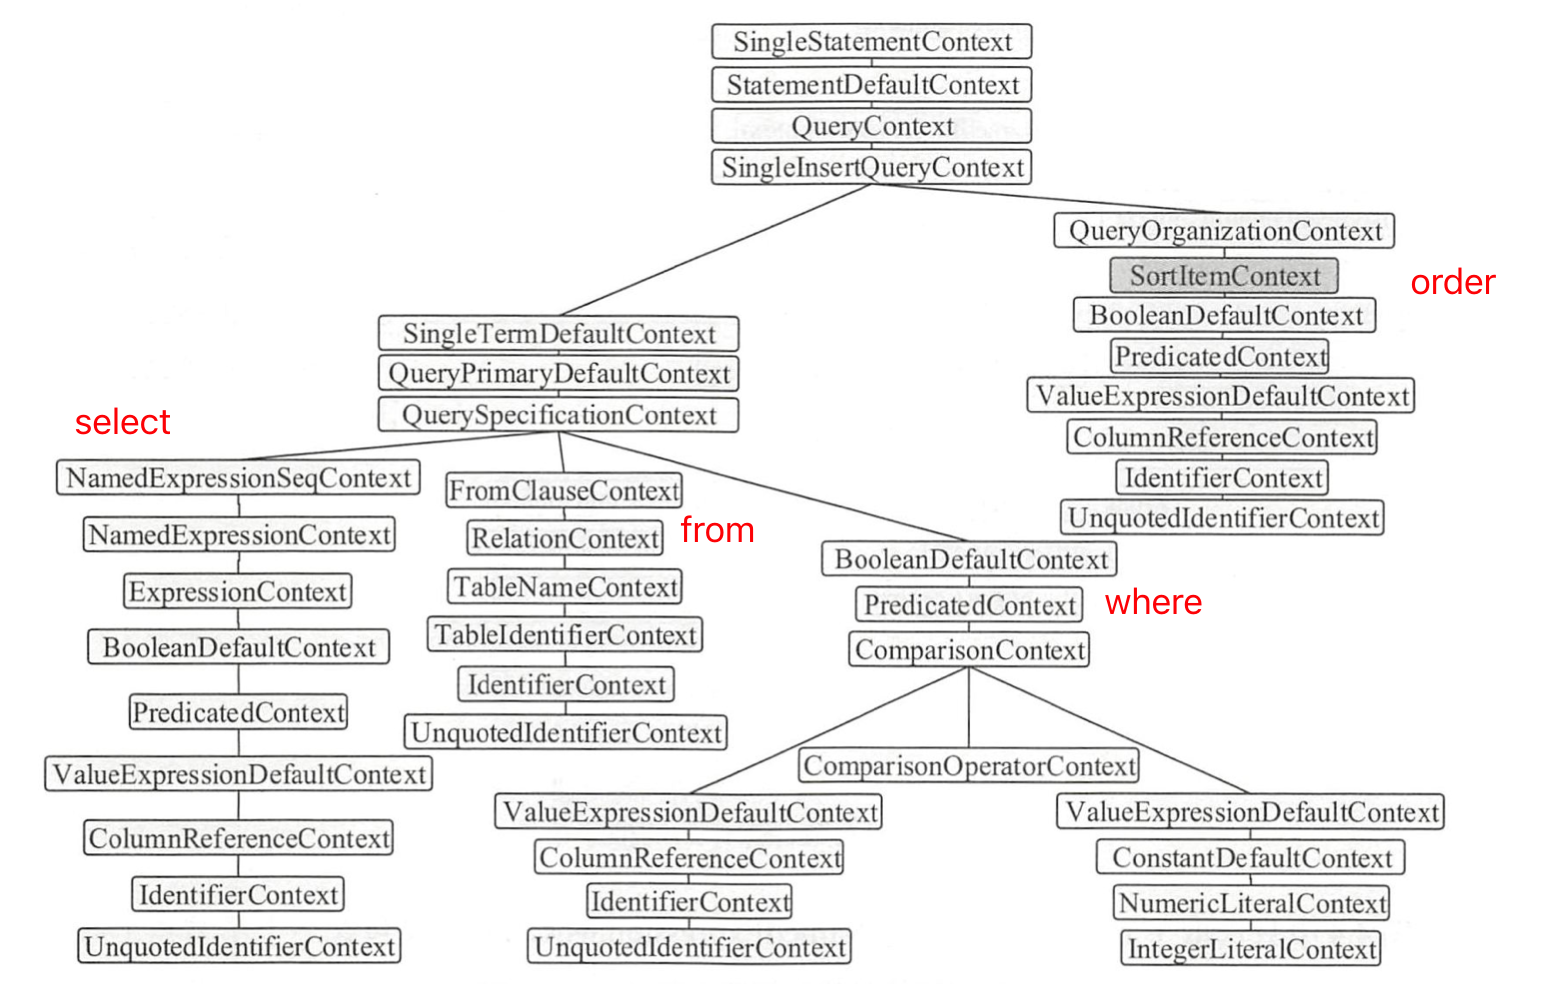 SingleStatementContext
StatementDefaultContext
QueryContext
SingleInsertQueryContext
QueryOrganizationContext
SortItemContext
order
BooleanDefaultContext
PredicatedContext
ValueExpressionDefaultContext
ColumnReferenceContext
IdentifierContext
UnquotedIdentifierContext
SingleTermDefaultContext
QueryPrimaryDefaultContext
QuerySpecificationContext
select
NamedExpressionSeqContext
NamedExpressionContext
ExpressionContext
BooleanDefaultContext
PredicatedContext
ValueExpressionDefaultContext
ColumnReferenceContext
IdentifierContext
UnquotedIdentifierContext
FromClauseContext
RelationContext
from
TableNameContext
TableIdentifierContext
IdentifierContext
UnquotedIdentifierContext
BooleanDefaultContext
PredicatedContext
where
ComparisonContext
ValueExpressionDefaultContext
ColumnReferenceContext
IdentifierContext
UnquotedIdentifierContext
ComparisonOperatorContext
ValueExpressionDefaultContext
ConstantDefaultContext
NumericLiteralContext
IntegerLiteralContext